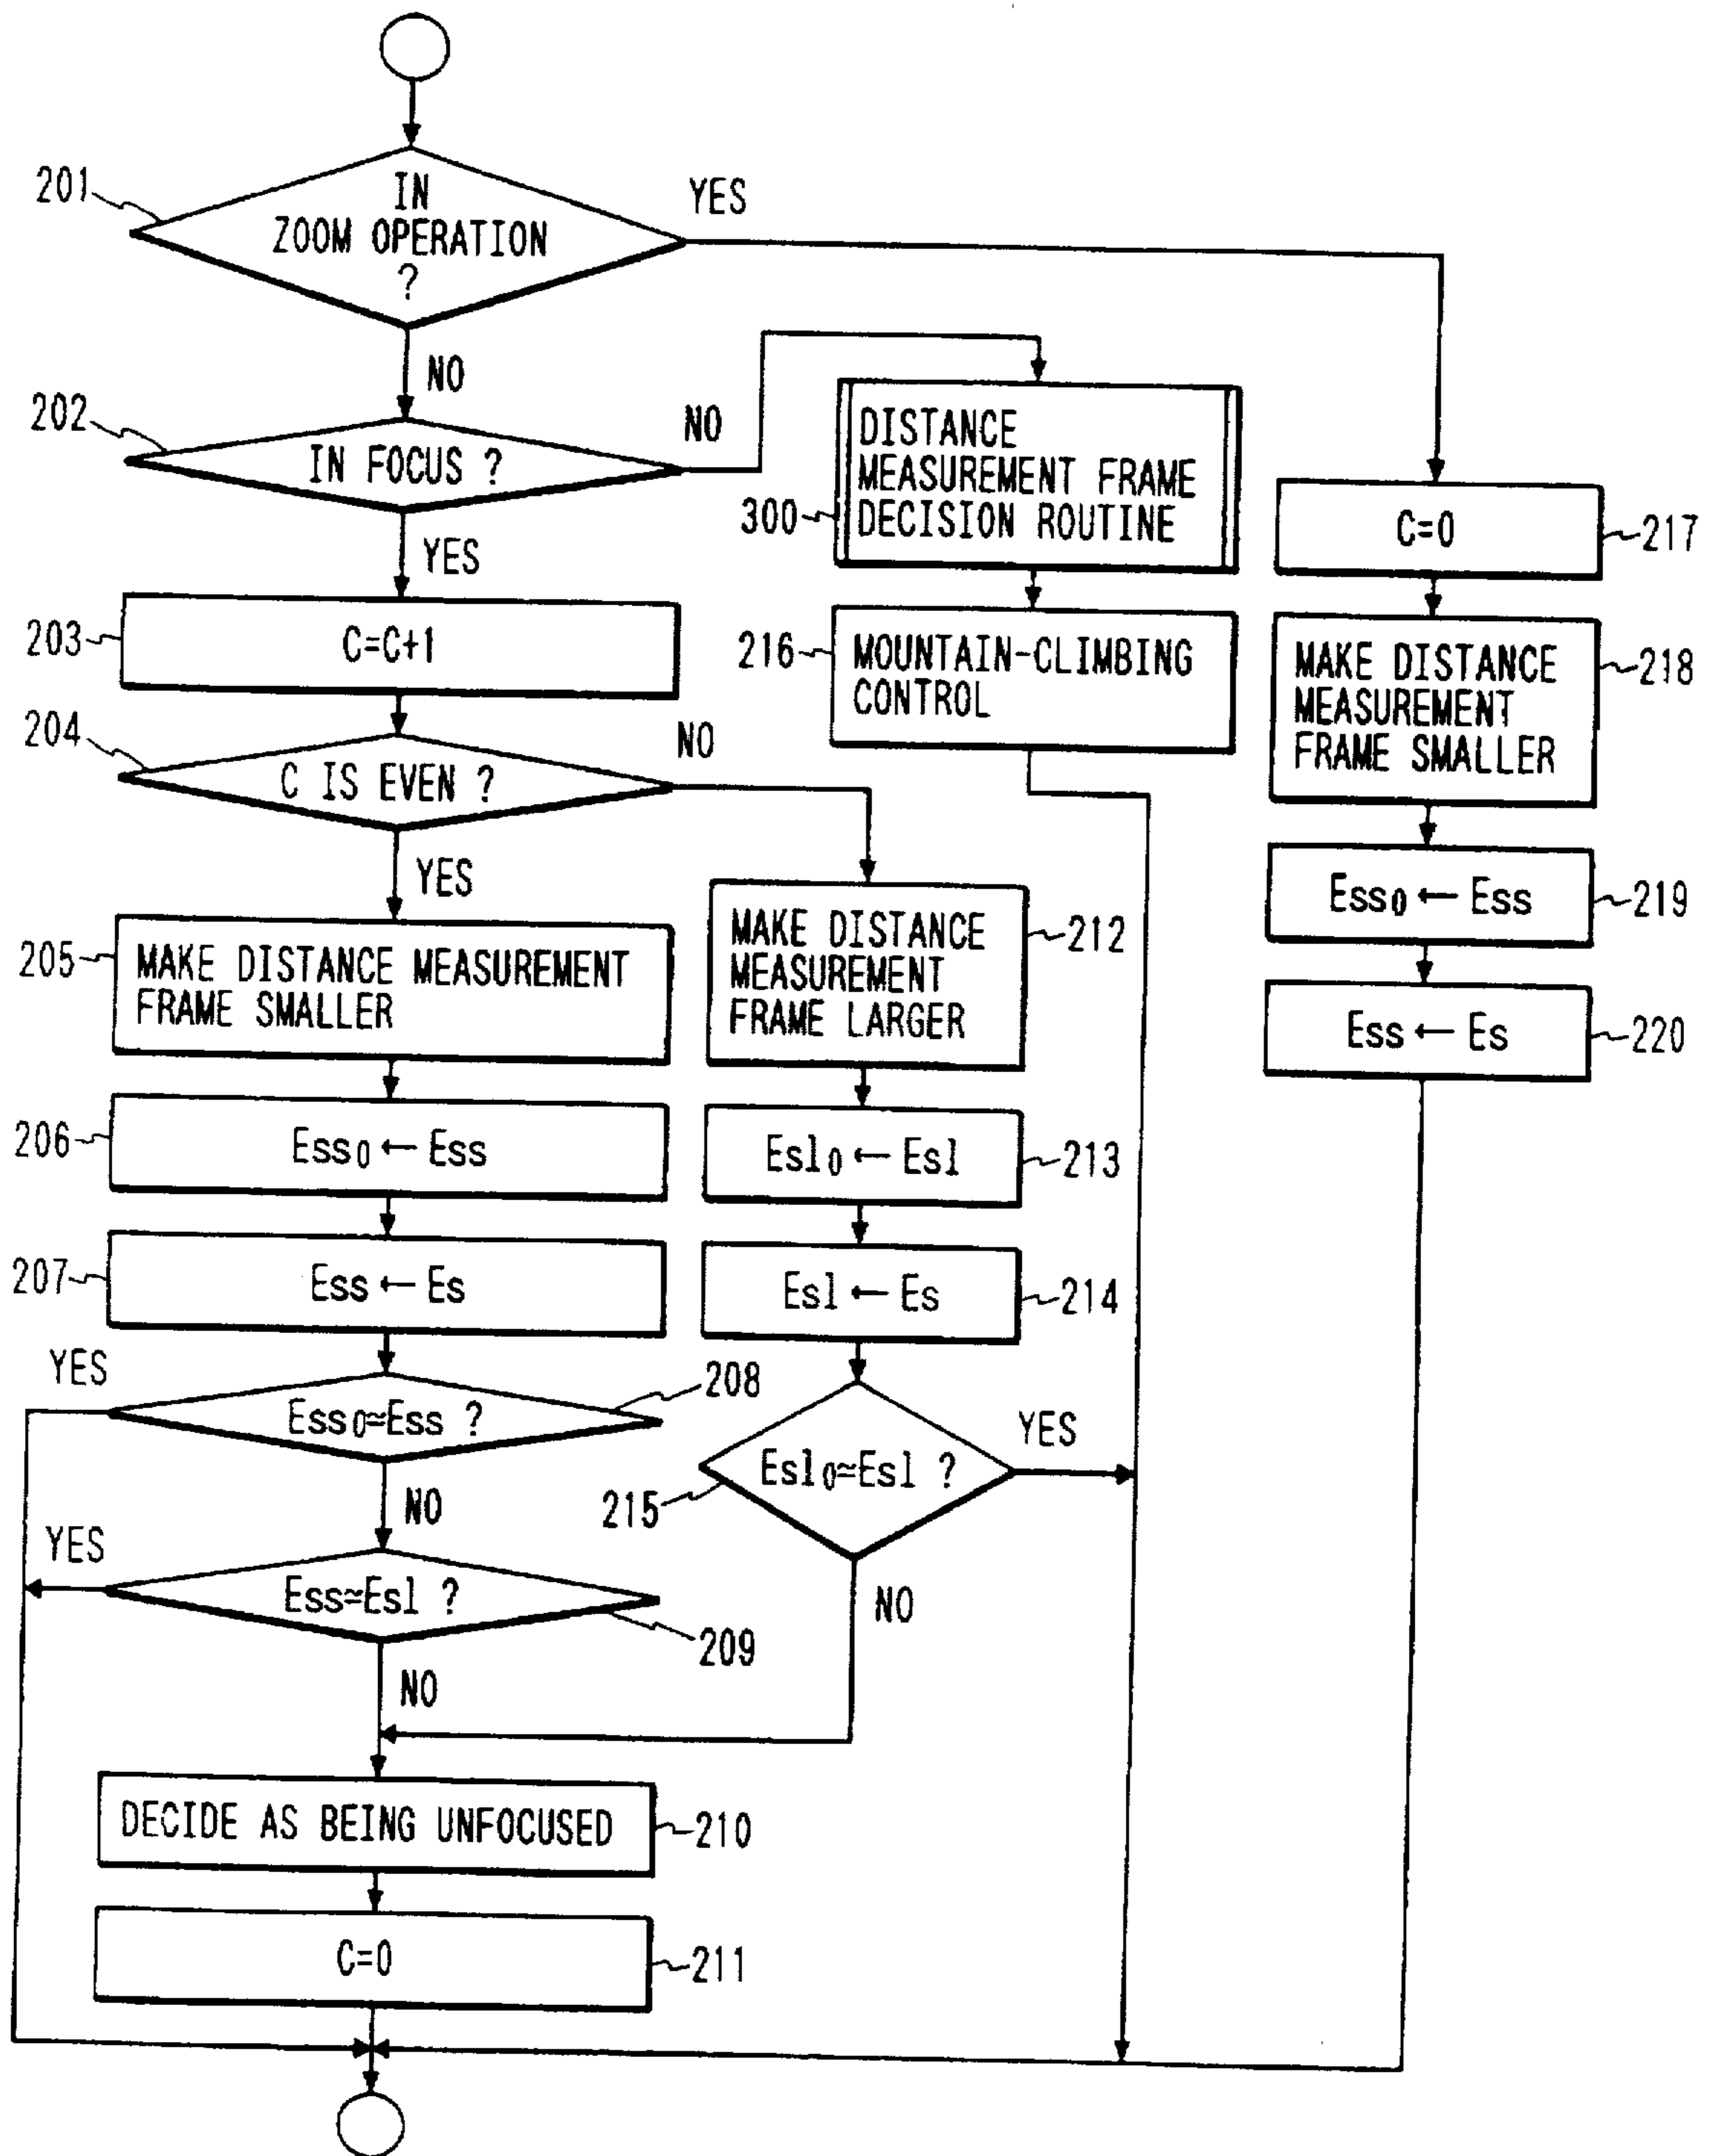 201
IN
ZOOM OPERATION
?
YES
NO
202
IN FOCUS ?
NO
YES
300
DISTANCE
MEASUREMENT FRAME
DECISION ROUTINE
C=0
217
203
C=C+1
216
MOUNTAIN-CLIMBING
CONTROL
MAKE DISTANCE
MEASUREMENT
FRAME SMALLER
218
204
C IS EVEN ?
NO
YES
Ess₀ ← Ess
219
205
MAKE DISTANCE MEASUREMENT
FRAME SMALLER
MAKE DISTANCE
MEASUREMENT
FRAME LARGER
212
Ess ← Es
220
206
Ess₀ ← Ess
Esl₀ ← Esl
213
207
Ess ← Es
Esl ← Es
214
YES
Ess₀≃Ess ?
208
NO
Esl₀≃Esl ?
YES
215
NO
YES
Ess≃Esl ?
209
NO
DECIDE AS BEING UNFOCUSED
210
C=0
211